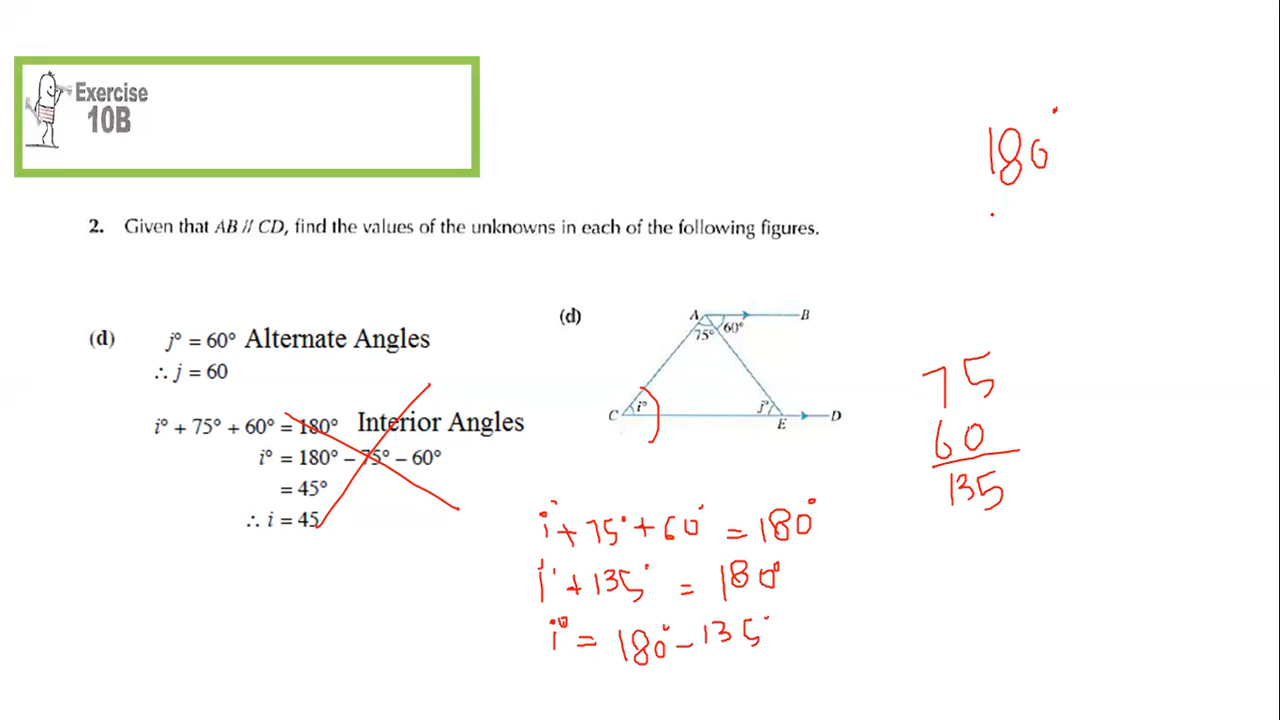 Exercise
10B
180°
2. Given that AB // CD, find the values of the unknowns in each of the following figures.
(d) j° = 60° Alternate Angles
∴ j = 60
i° + 75° + 60° = 180° Interior Angles
i° = 180° – 75° – 60°
= 45°
∴ i = 45
(d)
A B
75° 60°
C i° j° E D
75
60
135
i° + 75° + 60° = 180°
i° + 135° = 180°
i° = 180° – 135°